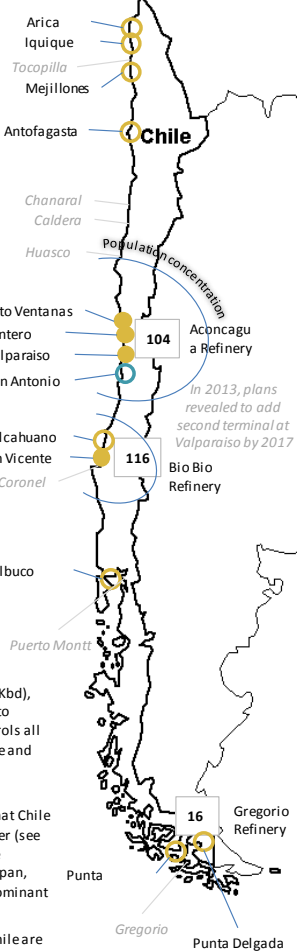 Arica
Iquique
Tocopilla
Mejillones
Antofagasta
Chile
Chanaral
Caldera
Huasco
Population concentration
to Ventanas
ntero
104
Aconcagu
a Refinery
lparaiso
n Antonio
In 2013, plans
revealed to add
second terminal at
Valparaiso by 2017
lcahuano
n Vicente
116
Bio Bio
Refinery
Coronel
lbuco
Puerto Montt
Kbd),
to
rols all
e and
16
Gregorio
Refinery
hat Chile
er (see
pan,
ominant
Punta
Gregorio
Punta Delgada
hile are